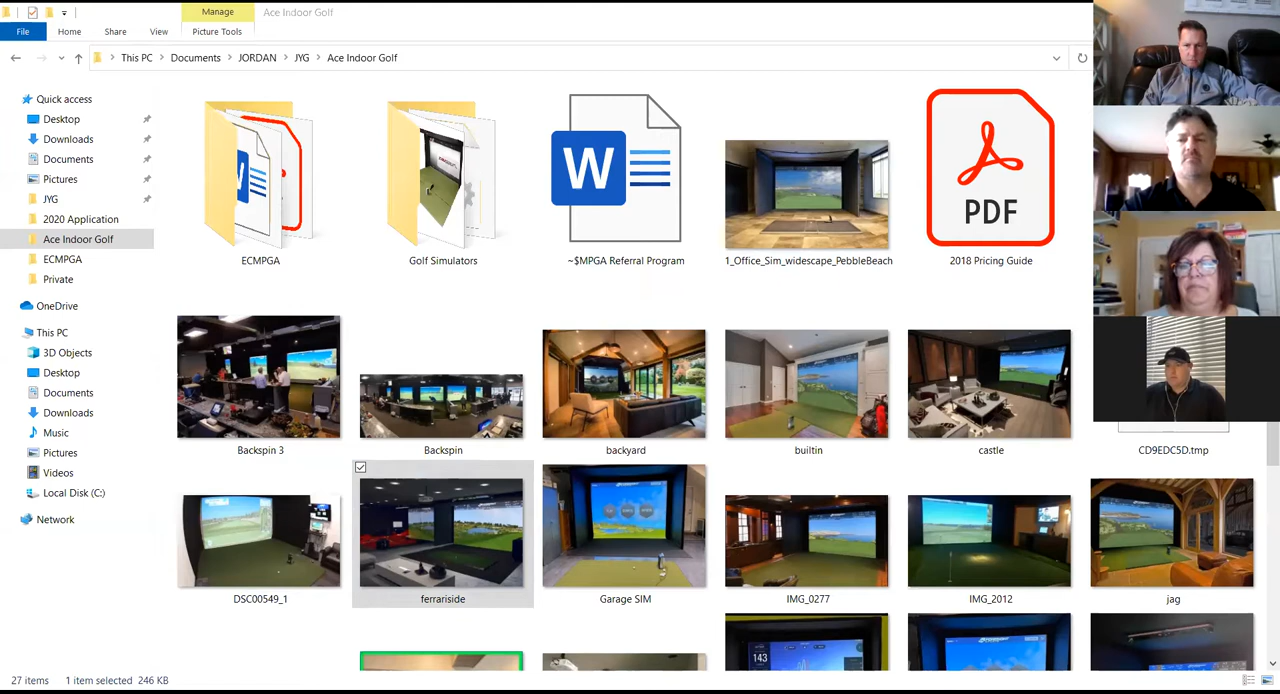 Manage
Ace Indoor Golf
File
Home
Share
View
Picture Tools
This PC
Documents
JORDAN
JYG
Ace Indoor Golf
Quick access
Desktop
Downloads
Documents
Pictures
JYG
2020 Application
Ace Indoor Golf
ECMPGA
Private
OneDrive
This PC
3D Objects
Desktop
Documents
Downloads
Music
Pictures
Videos
Local Disk (C:)
Network
W
PDF
ECMPGA
Golf Simulators
~$MPGA Referral Program
1_Office_Sim_widescape_PebbleBeach
2018 Pricing Guide
Backspin 3
Backspin
backyard
builtin
castle
CD9EDC5D.tmp
DSC00549_1
ferrariside
Garage SIM
IMG_0277
IMG_2012
jag
143
27 items
1 item selected 246 KB